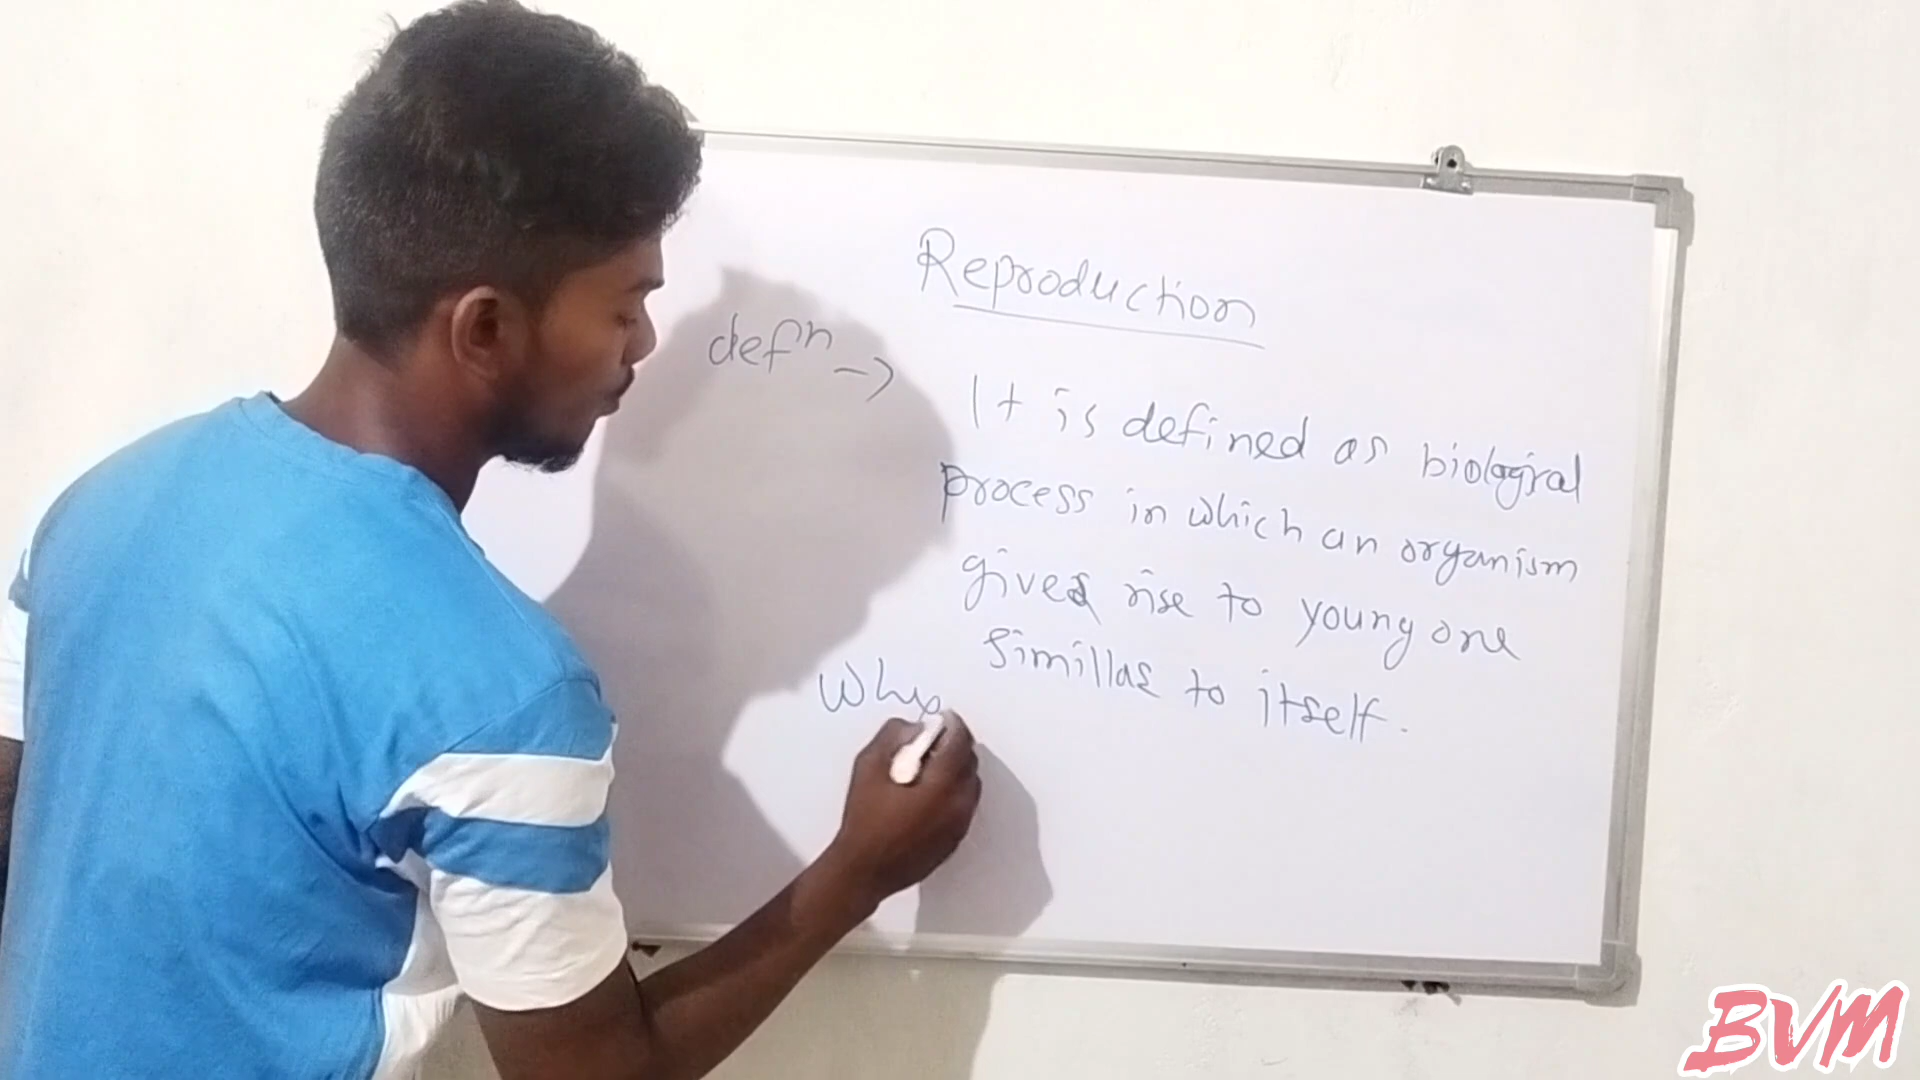 Reproduction
defn ->
It is defined as biological
process in which an organism
gives rise to young one
simillar to itself.
Why
BVM